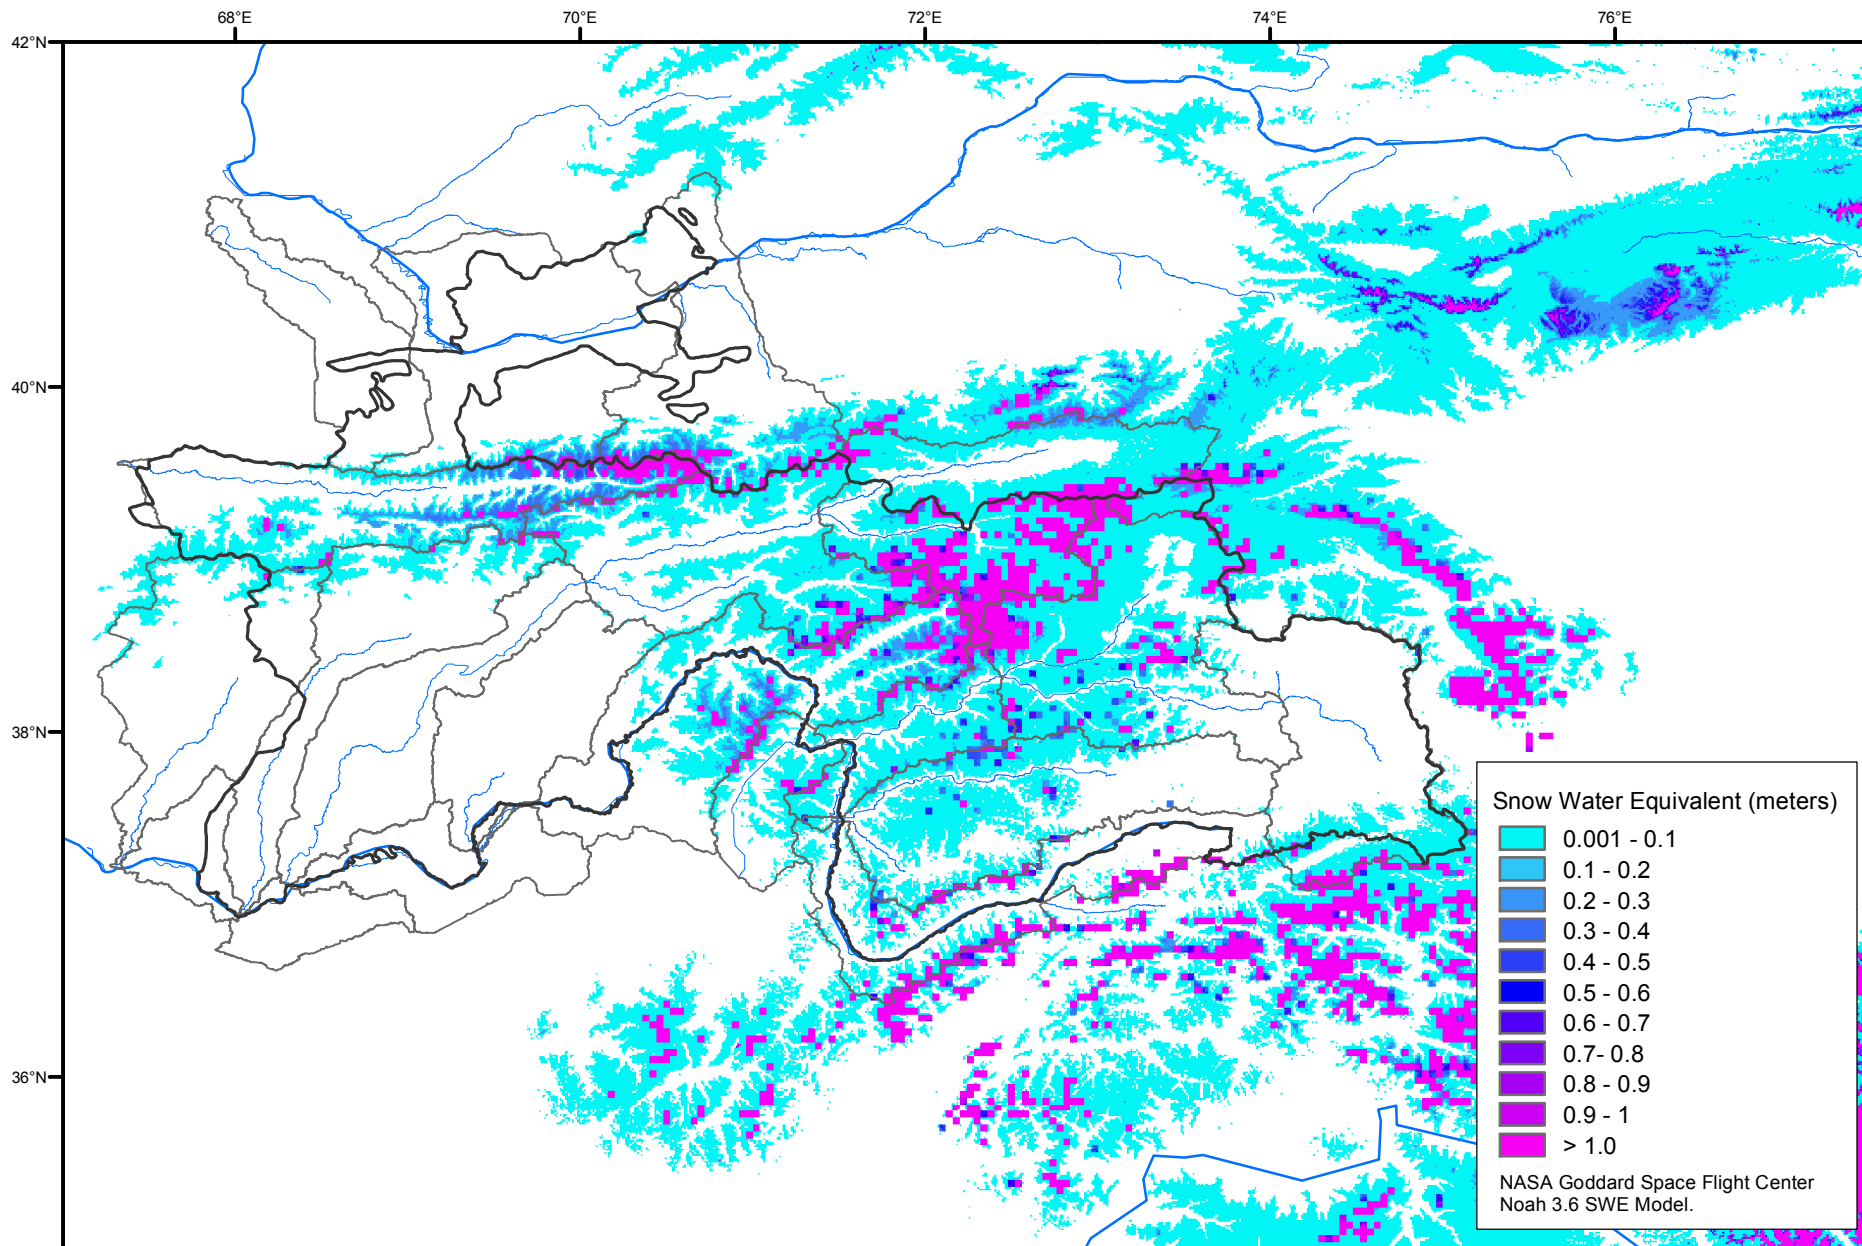 68°E
70°E
72°E
74°E
76°E
42°N
40°N
38°N
36°N
Snow Water Equivalent (meters)
0.001 - 0.1
0.1 - 0.2
0.2 - 0.3
0.3 - 0.4
0.4 - 0.5
0.5 - 0.6
0.6 - 0.7
0.7- 0.8
0.8 - 0.9
0.9 - 1
> 1.0
NASA Goddard Space Flight Center
Noah 3.6 SWE Model.